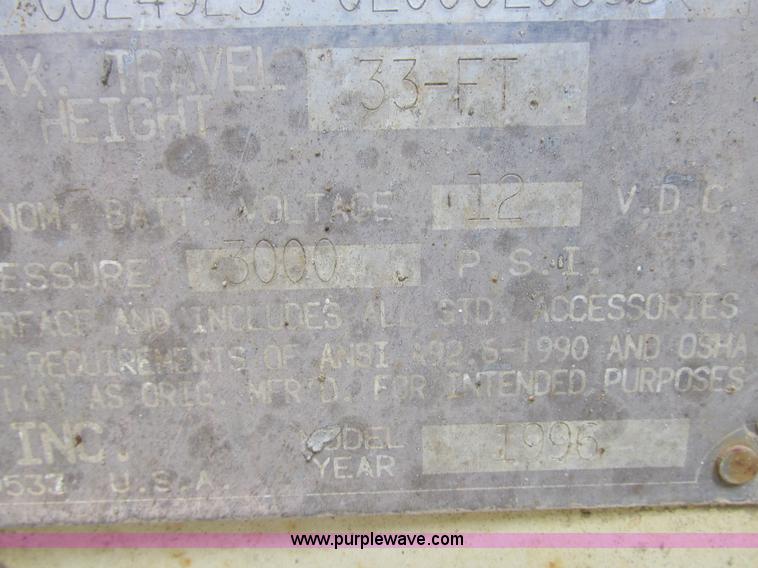 AX. TRAVEL 33-FT.
HEIGHT
NOM. BATT. VOLTAGE 12 V.D.C.
ESSURE 3000 P.S.I.
RFACE AND INCLUDES ALL STD. ACCESSORIES
E REQUIREMENTS OF ANSI A92.6-1990 AND OSHA
AS ORIG. MFR'D. FOR INTENDED PURPOSES
INC. MODEL 1996
YEAR
U.S.A
www.purplewave.com